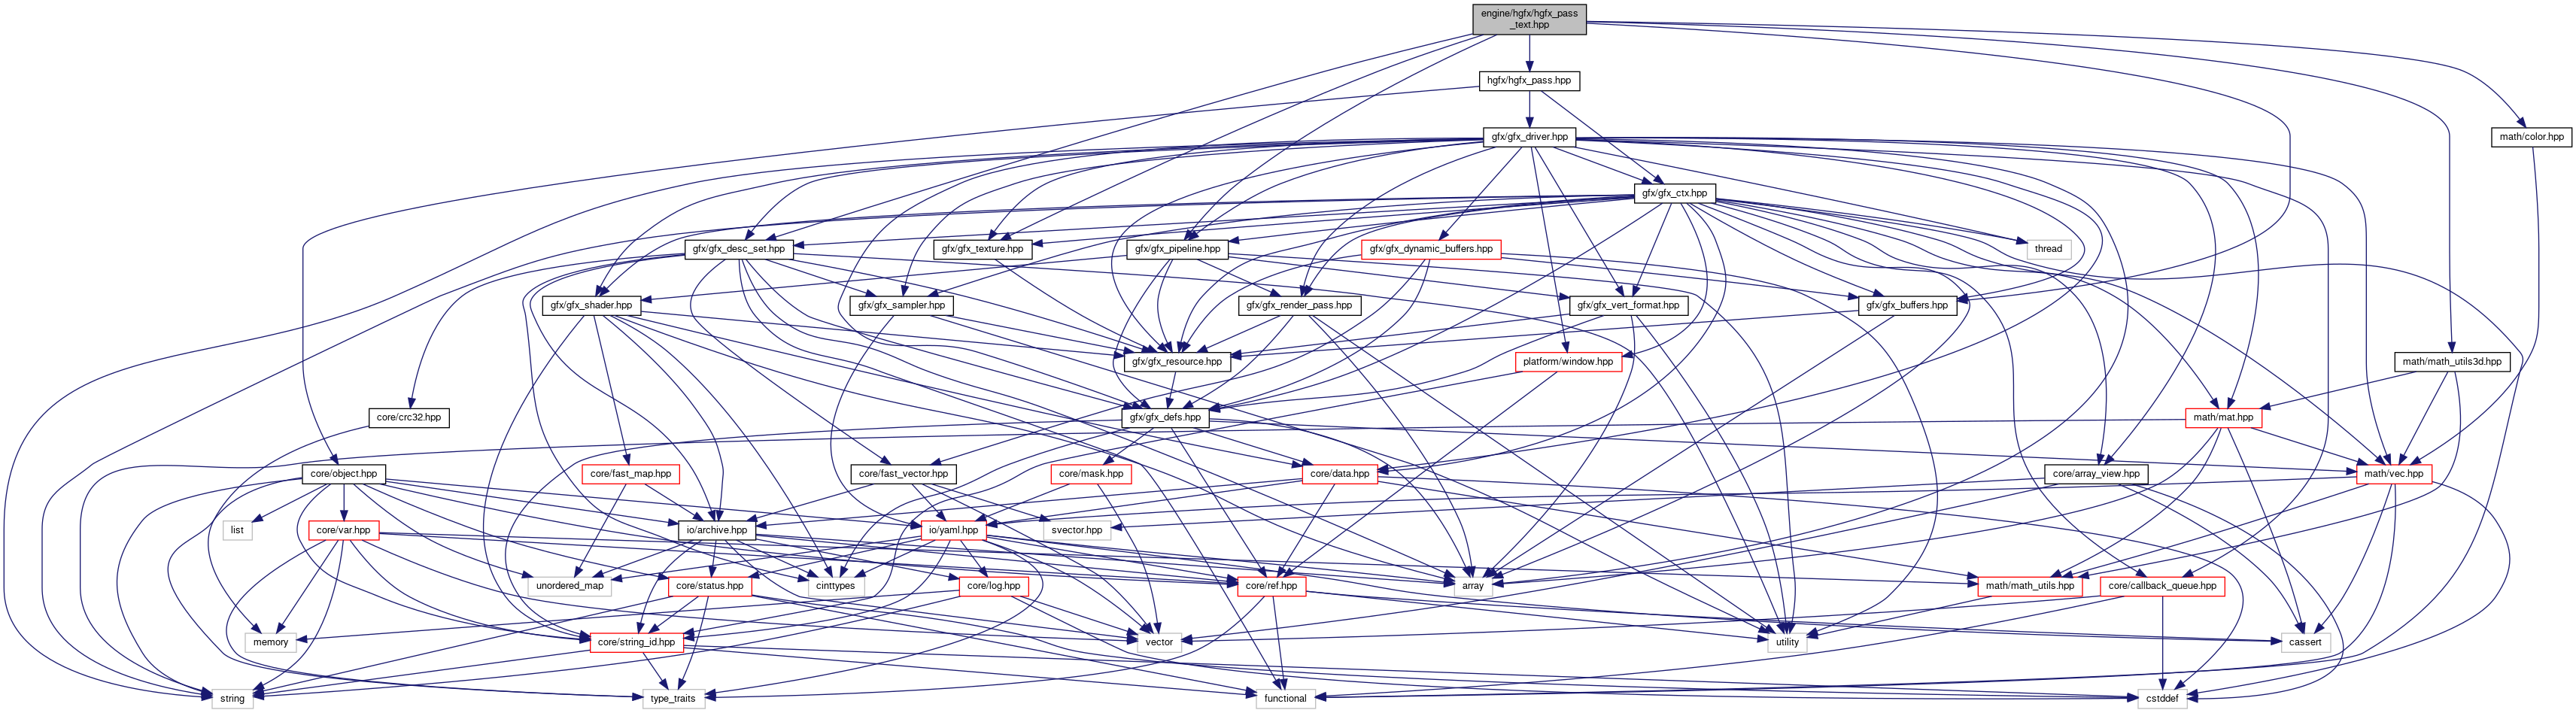 engine/hgfx/hgfx_pass
_text.hpp
hgfx/hgfx_pass.hpp
gfx/gfx_driver.hpp
math/color.hpp
gfx/gfx_ctx.hpp
gfx/gfx_desc_set.hpp
gfx/gfx_texture.hpp
gfx/gfx_pipeline.hpp
gfx/gfx_dynamic_buffers.hpp
thread
gfx/gfx_shader.hpp
gfx/gfx_sampler.hpp
gfx/gfx_render_pass.hpp
gfx/gfx_vert_format.hpp
gfx/gfx_buffers.hpp
gfx/gfx_resource.hpp
platform/window.hpp
math/math_utils3d.hpp
core/crc32.hpp
gfx/gfx_defs.hpp
math/mat.hpp
core/object.hpp
core/fast_map.hpp
core/fast_vector.hpp
core/mask.hpp
core/data.hpp
core/array_view.hpp
math/vec.hpp
list
core/var.hpp
io/archive.hpp
io/yaml.hpp
svector.hpp
unordered_map
core/status.hpp
cinttypes
core/log.hpp
core/ref.hpp
array
math/math_utils.hpp
core/callback_queue.hpp
memory
core/string_id.hpp
vector
utility
cassert
string
type_traits
functional
cstddef